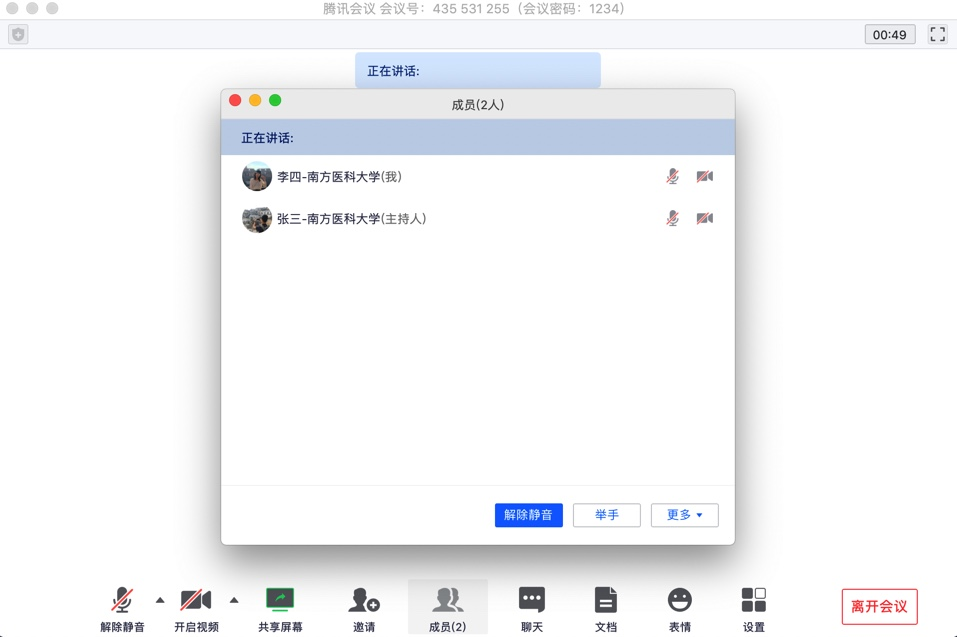 腾讯会议 会议号：435 531 255（会议密码：1234）
00:49
正在讲话:
成员(2人)
正在讲话:
李四-南方医科大学(我)
张三-南方医科大学(主持人)
解除静音 举手 更多
解除静音 开启视频 共享屏幕 邀请 成员(2) 聊天 文档 表情 设置 离开会议